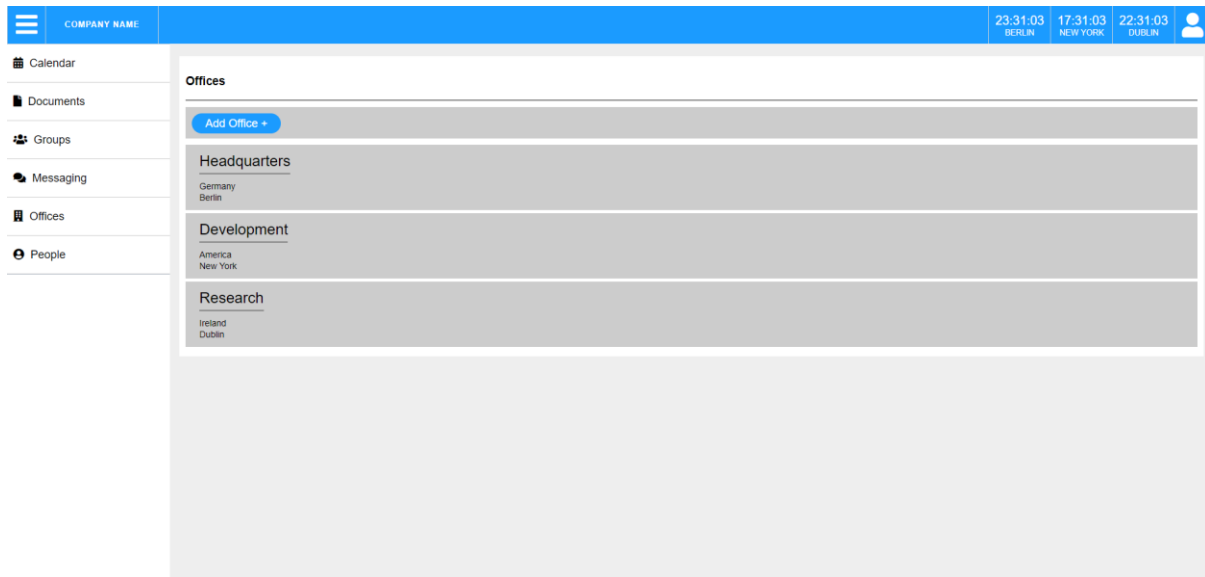 COMPANY NAME
23:31:03 17:31:03 22:31:03
BERLIN NEW YORK DUBLIN
Calendar
Documents
Groups
Messaging
Offices
People
Offices
Add Office +
Headquarters
Germany
Berlin
Development
America
New York
Research
Ireland
Dublin